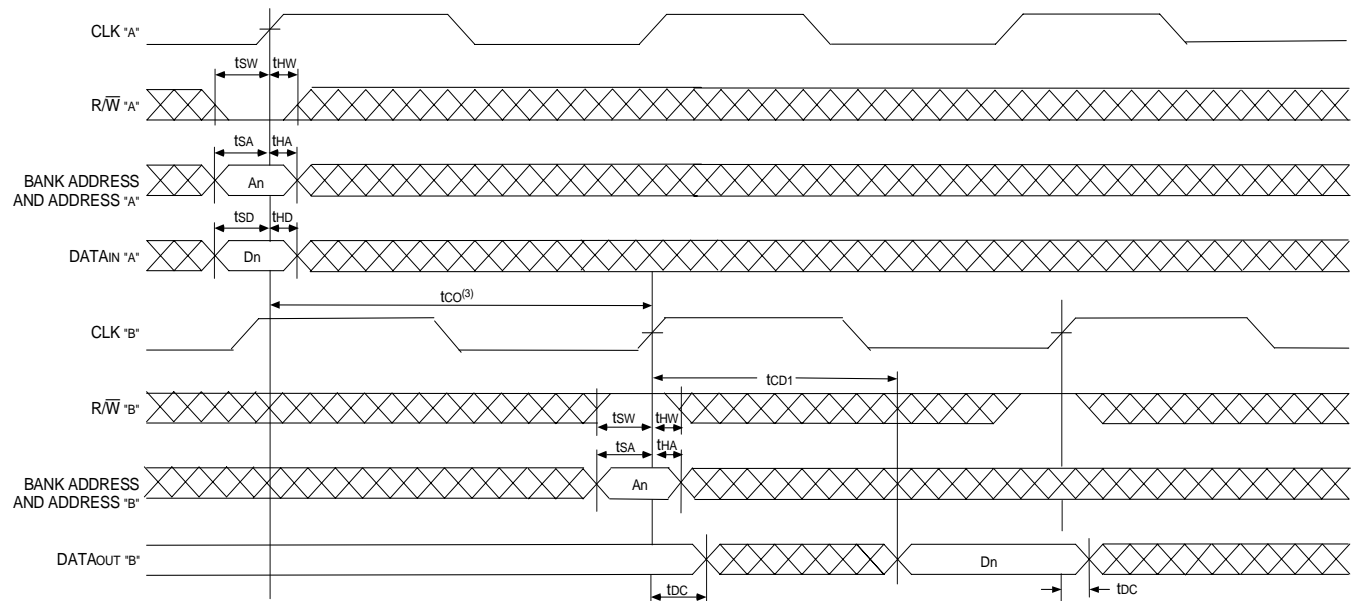 CLK "A"
tSW tHW
R/W̅ "A"
tSA tHA
BANK ADDRESS
AND ADDRESS "A"
An
tSD tHD
DATAIN "A"
Dn
tCO(3)
CLK "B"
tCD1
R/W̅ "B"
tSW tHW
tSA tHA
BANK ADDRESS
AND ADDRESS "B"
An
DATAOUT "B"
Dn
tDC
tDC